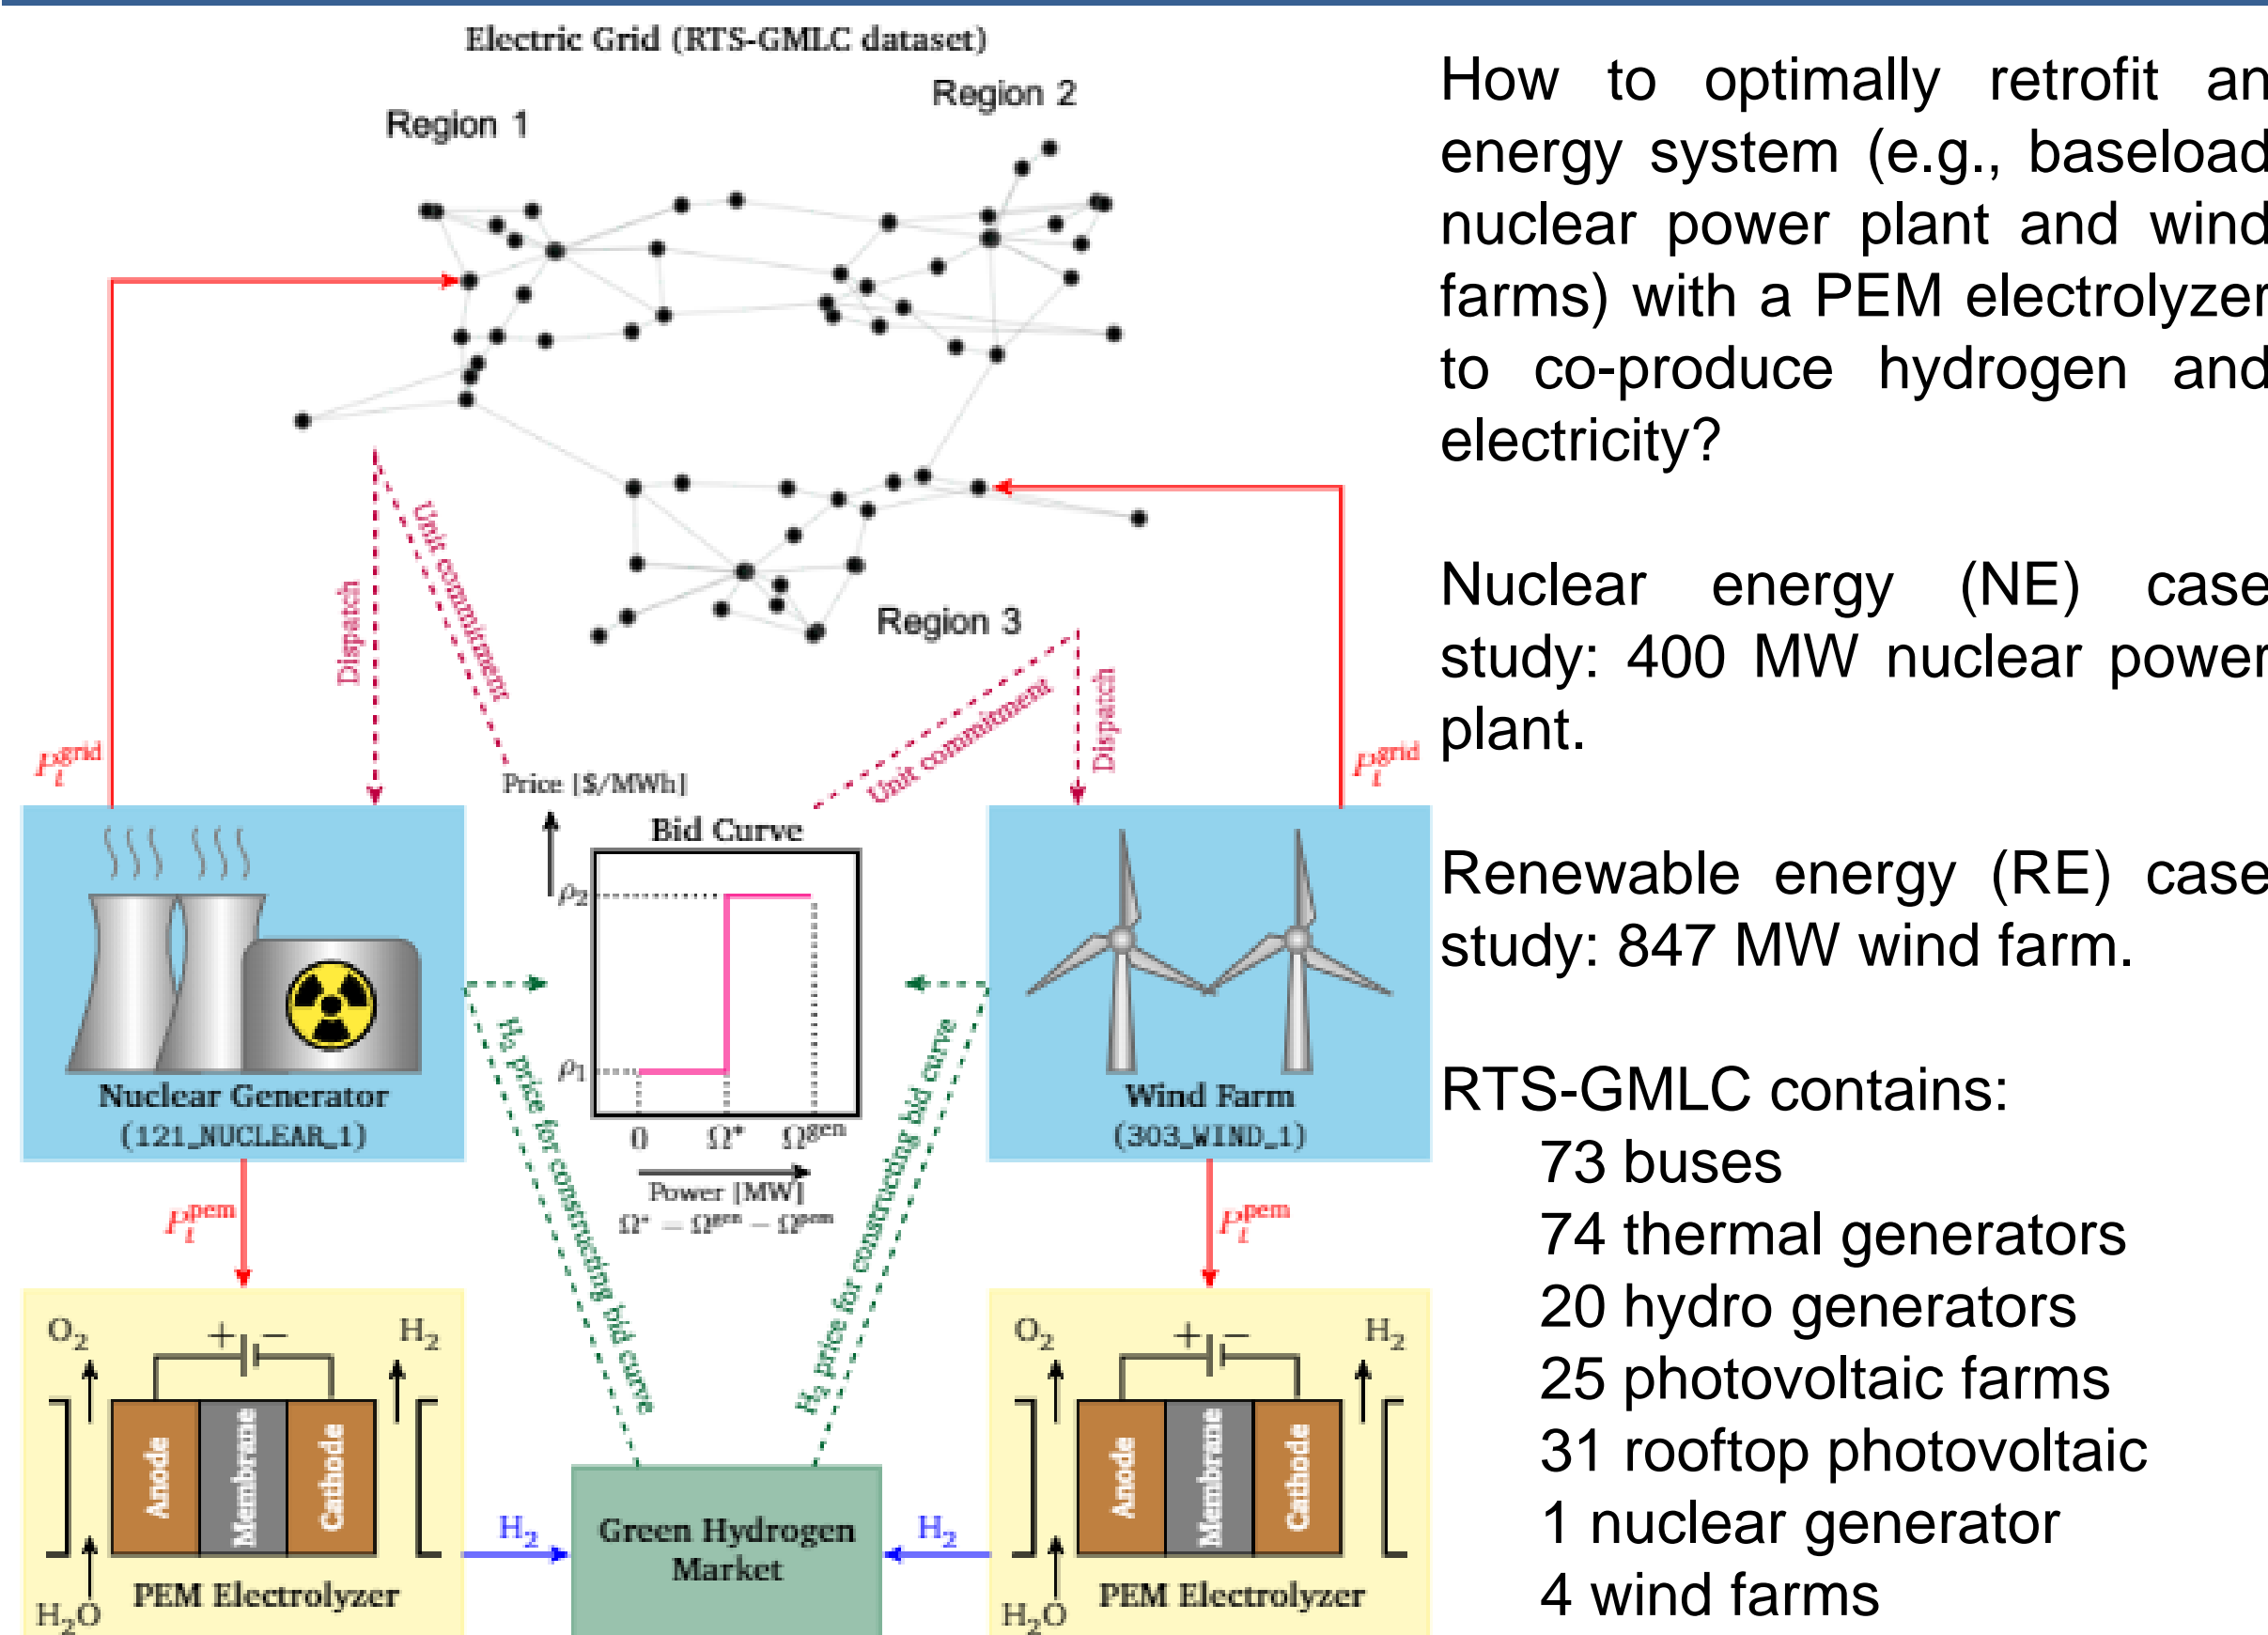 Electric Grid (RTS-GMLC dataset)
Region 1
Region 2
Region 3
Dispatch
Unit commitment
Unit commitment
Dispatch
P_t^grid
P_t^grid
Price [$/MWh]
Bid Curve
ρ₂
ρ₁
0 Ω* Ω^gen
Power [MW]
Ω* = Ω^gen − Ω^pem
Nuclear Generator
(121_NUCLEAR_1)
Wind Farm
(303_WIND_1)
H₂ price for constructing bid curve
H₂ price for constructing bid curve
P_t^pem
P_t^pem
O₂
+ −
H₂
Anode
Membrane
Cathode
H₂O
PEM Electrolyzer
H₂
Green Hydrogen
Market
H₂
O₂
+ −
H₂
Anode
Membrane
Cathode
H₂O
PEM Electrolyzer
How to optimally retrofit an
energy system (e.g., baseload
nuclear power plant and wind
farms) with a PEM electrolyzer
to co-produce hydrogen and
electricity?
Nuclear energy (NE) case
study: 400 MW nuclear power
plant.
Renewable energy (RE) case
study: 847 MW wind farm.
RTS-GMLC contains:
73 buses
74 thermal generators
20 hydro generators
25 photovoltaic farms
31 rooftop photovoltaic
1 nuclear generator
4 wind farms